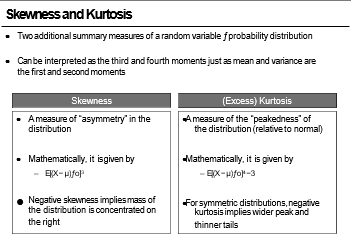 Skewness and Kurtosis
• Two additional summary measures of a random variable ƒ probability distribution
• Can be interpreted as the third and fourth moments just as mean and variance are
the first and second moments
Skewness
• A measure of "asymmetry" in the
distribution
• Mathematically, it is given by
– E[(X − μ)ƒσ]³
• Negative skewness implies mass of
the distribution is concentrated on
the right
(Excess) Kurtosis
•A measure of the "peakedness" of
the distribution (relative to normal)
•Mathematically, it is given by
– E[(X − μ)ƒσ]⁴−3
•For symmetric distributions, negative
kurtosis implies wider peak and
thinner tails